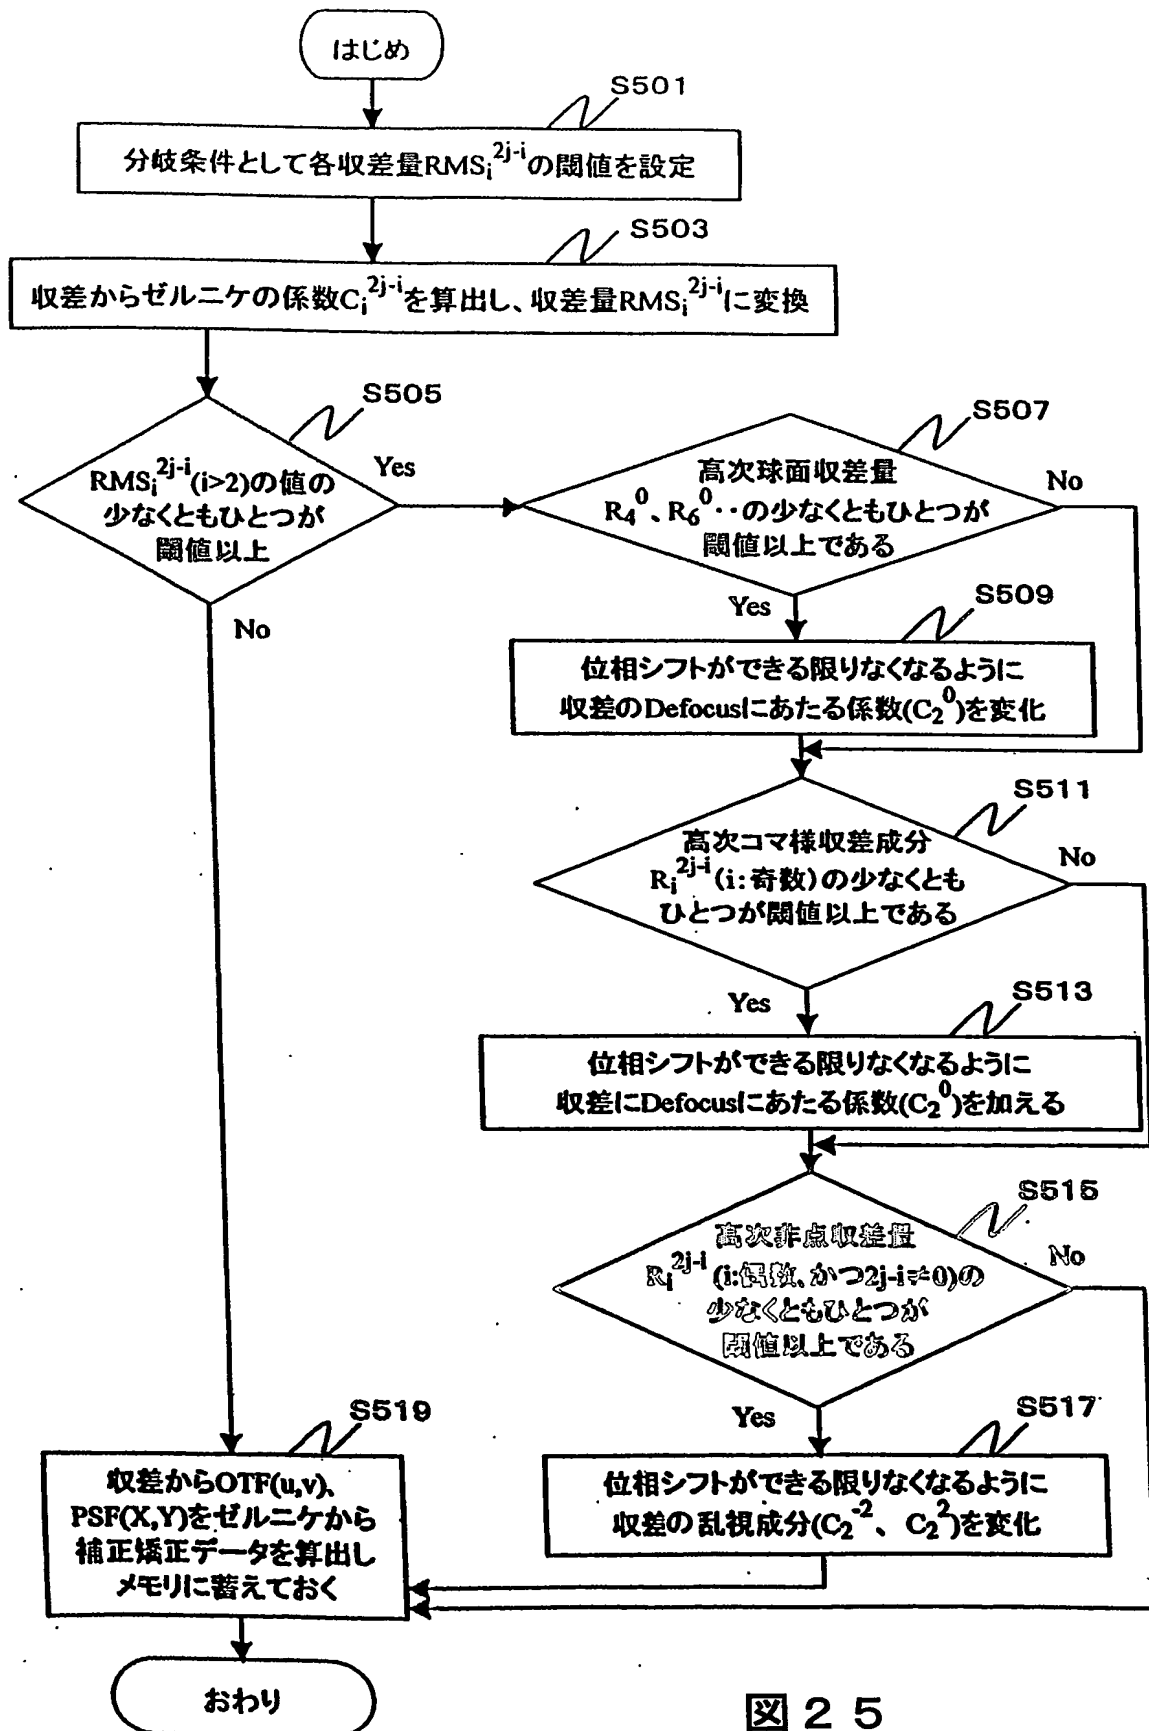 はじめ
S501
分岐条件として各収差量RMSᵢ²ʲ⁻ⁱの閾値を設定
S503
収差からゼルニケの係数Cᵢ²ʲ⁻ⁱを算出し、収差量RMSᵢ²ʲ⁻ⁱに変換
S505
RMSᵢ²ʲ⁻ⁱ(i>2)の値の
少なくともひとつが
閾値以上
Yes
No
S507
高次球面収差量
R₄⁰、R₆⁰‥の少なくともひとつが
閾値以上である
No
Yes
S509
位相シフトができる限りなくなるように
収差のDefocusにあたる係数(C₂⁰)を変化
S511
高次コマ様収差成分
Rᵢ²ʲ⁻ⁱ(i:奇数)の少なくとも
ひとつが閾値以上である
No
Yes
S513
位相シフトができる限りなくなるように
収差にDefocusにあたる係数(C₂⁰)を加える
S515
高次非点収差量
Rᵢ²ʲ⁻ⁱ(i:偶数、かつ2j-i≠0)の
少なくともひとつが
閾値以上である
No
Yes
S517
位相シフトができる限りなくなるように
収差の乱視成分(C₂⁻²、C₂²)を変化
S519
収差からOTF(u,v)、
PSF(X,Y)をゼルニケから
補正矯正データを算出し
メモリに蓄えておく
おわり
図25